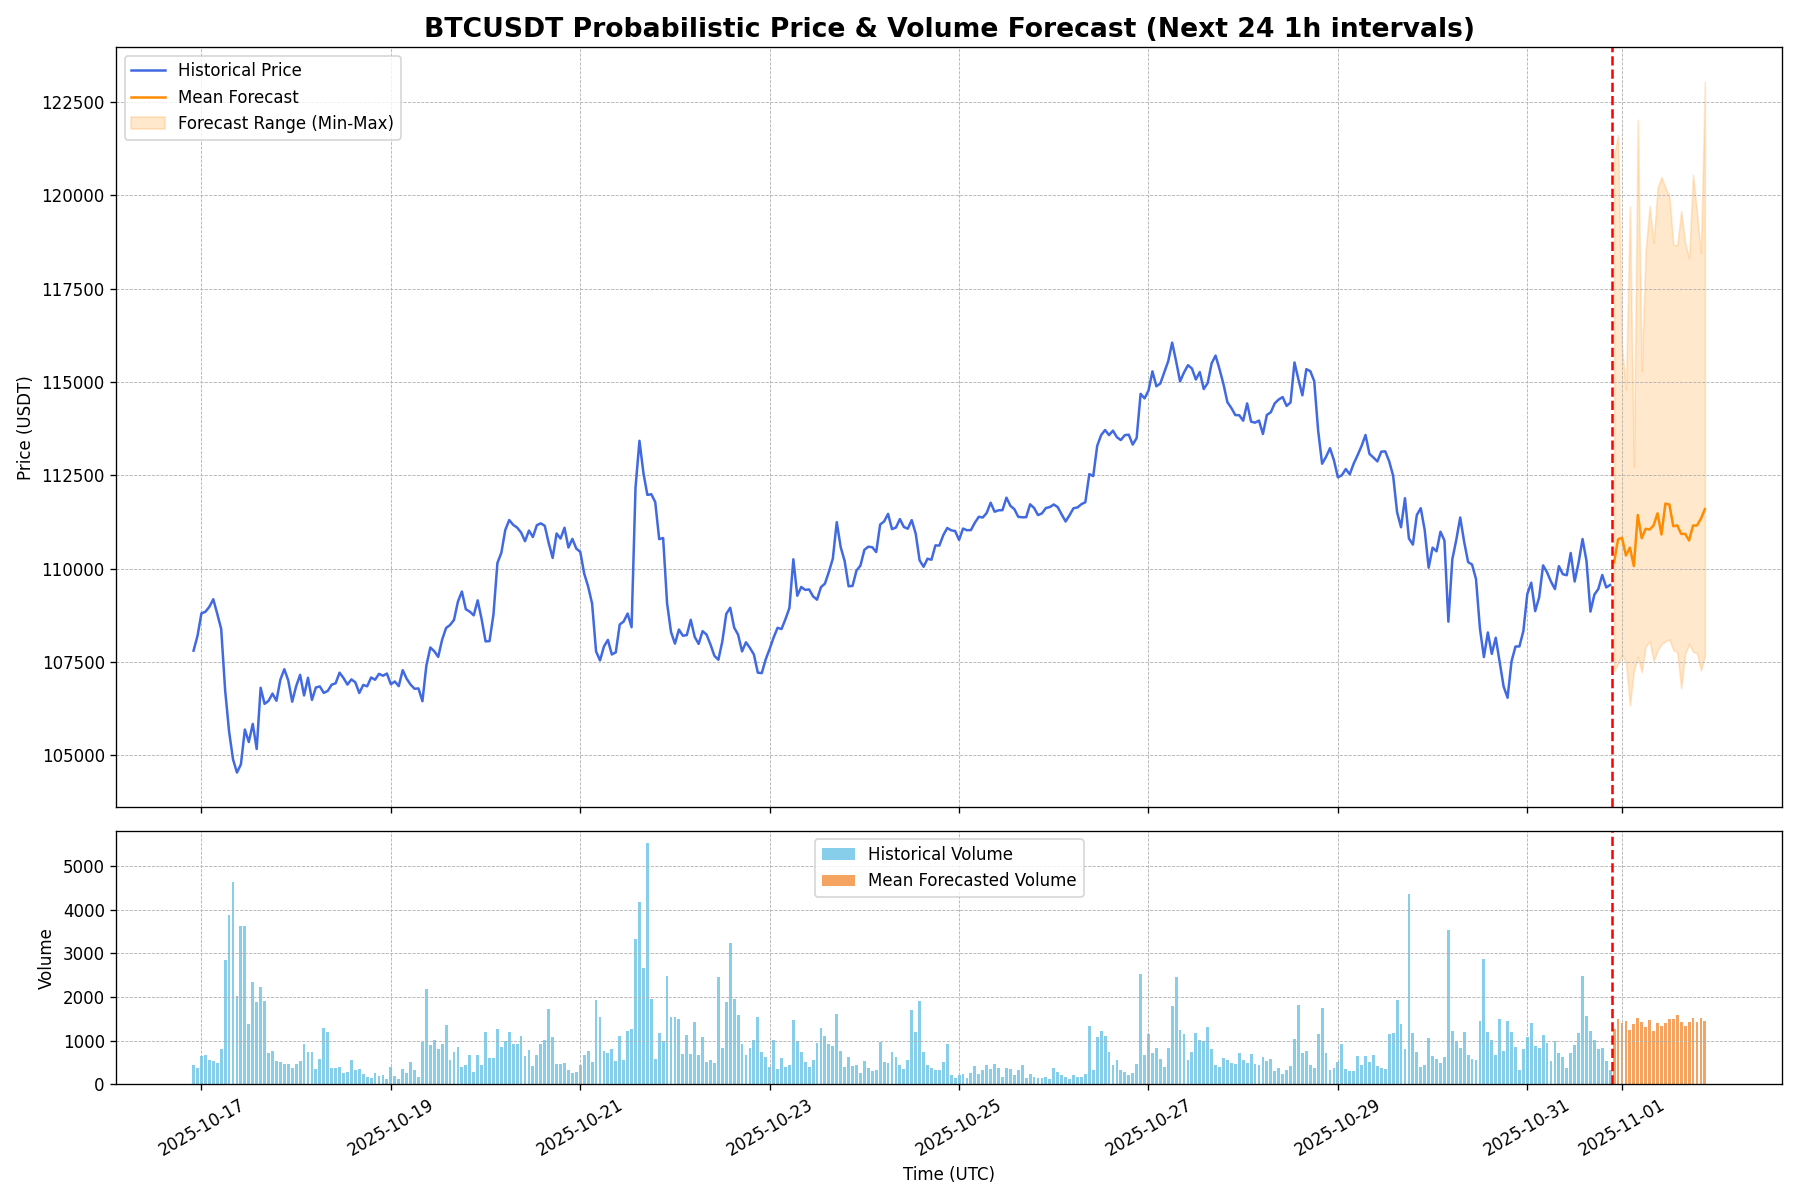 BTCUSDT Probabilistic Price & Volume Forecast (Next 24 1h intervals)
Historical Price
Mean Forecast
Forecast Range (Min-Max)
Price (USDT)
122500
120000
117500
115000
112500
110000
107500
105000
Historical Volume
Mean Forecasted Volume
Volume
5000
4000
3000
2000
1000
0
2025-10-17
2025-10-19
2025-10-21
2025-10-23
2025-10-25
2025-10-27
2025-10-29
2025-10-31
2025-11-01
Time (UTC)